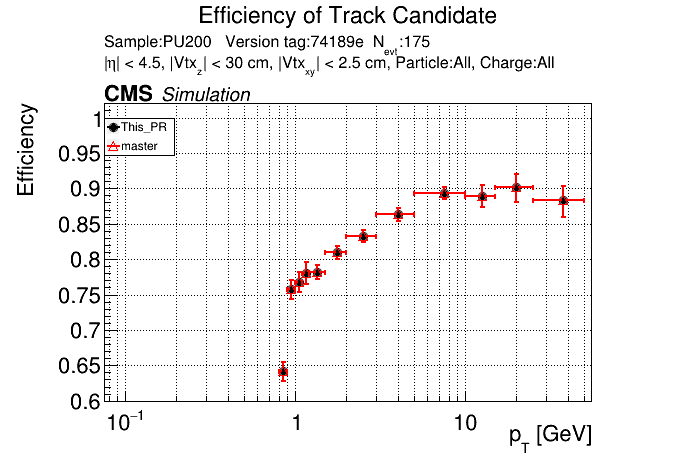 Efficiency of Track Candidate
Sample:PU200 Version tag:74189e N_evt:175
|η| < 4.5, |Vtx_z| < 30 cm, |Vtx_xy| < 2.5 cm, Particle:All, Charge:All
CMS Simulation
Efficiency
1
This_PR
master
0.95
0.9
0.85
0.8
0.75
0.7
0.65
0.6
10⁻¹ 1 10
p_T [GeV]